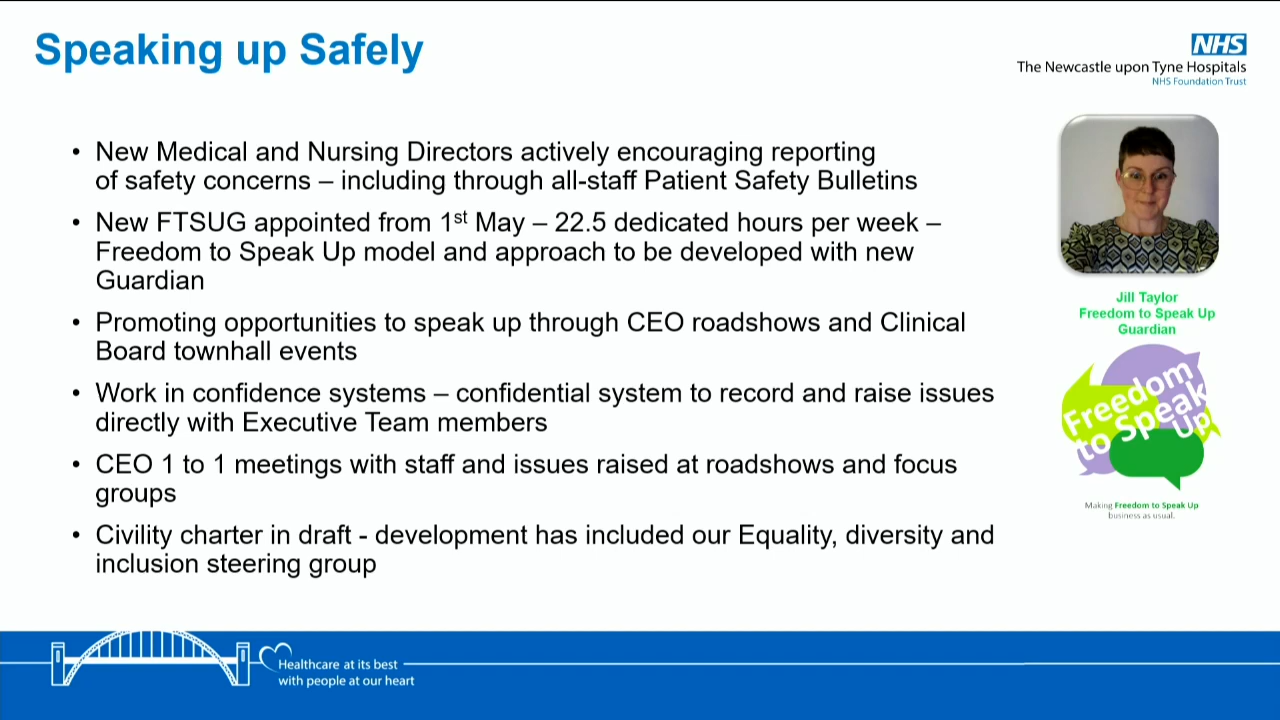 Speaking up Safely
NHS
The Newcastle upon Tyne Hospitals
NHS Foundation Trust
• New Medical and Nursing Directors actively encouraging reporting
of safety concerns – including through all-staff Patient Safety Bulletins
• New FTSUG appointed from 1st May – 22.5 dedicated hours per week –
Freedom to Speak Up model and approach to be developed with new
Guardian
• Promoting opportunities to speak up through CEO roadshows and Clinical
Board townhall events
• Work in confidence systems – confidential system to record and raise issues
directly with Executive Team members
• CEO 1 to 1 meetings with staff and issues raised at roadshows and focus
groups
• Civility charter in draft - development has included our Equality, diversity and
inclusion steering group
Jill Taylor
Freedom to Speak Up
Guardian
Freedom
to Speak
Up
Making Freedom to Speak Up
business as usual.
Healthcare at its best
with people at our heart